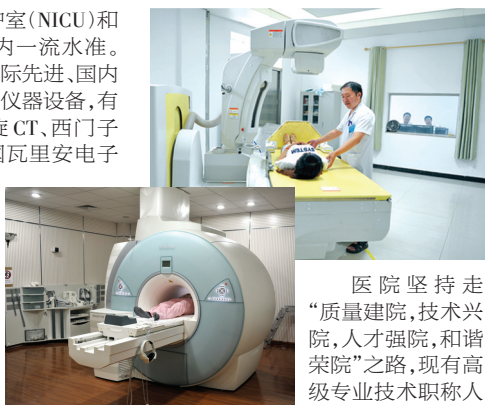 护室(NICU)和
内一流水准。
际先进、国内
仪器设备,有
旋 CT、西门子
国瓦里安电子
SYSTEM
医院坚持走
“质量建院,技术兴
院,人才强院,和谐
荣院”之路,现有高
级专业技术职称人